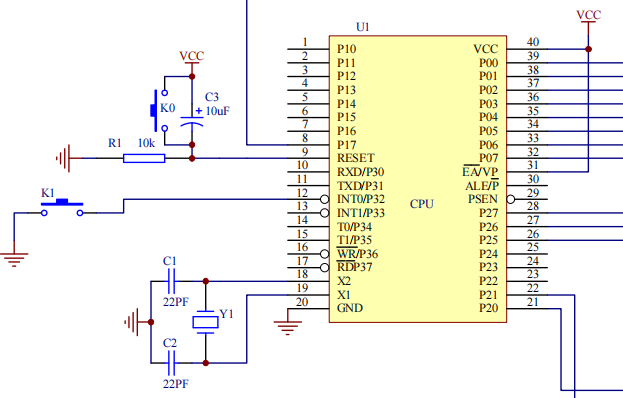 U1
VCC
1 P10 VCC 40
2 P11 P00 39
3 P12 P01 38
4 P13 P02 37
5 P14 P03 36
6 P15 P04 35
7 P16 P05 34
8 P17 P06 33
9 RESET P07 32
10 RXD/P30 EA/VP 31
11 TXD/P31 ALE/P 30
12 INT0/P32 PSEN 29
13 INT1/P33 P27 28
14 T0/P34 P26 27
15 T1/P35 P25 26
16 WR/P36 P24 25
17 RDP37 P23 24
18 X2 P22 23
19 X1 P21 22
20 GND P20 21
CPU
VCC
K0
C3
10uF
R1 10k
K1
C1
22PF
Y1
C2
22PF